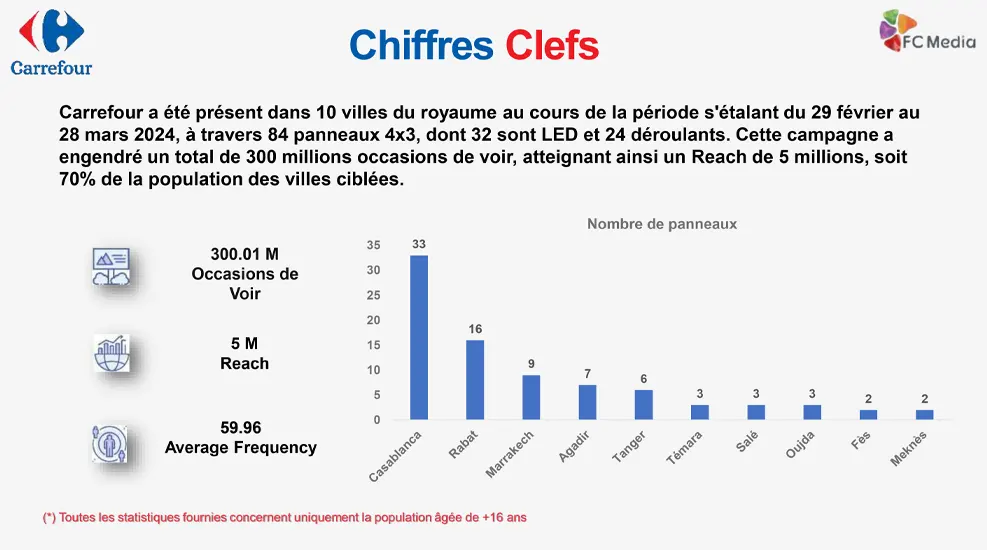 Carrefour
Chiffres Clefs
FC Media
Carrefour a été présent dans 10 villes du royaume au cours de la période s'étalant du 29 février au
28 mars 2024, à travers 84 panneaux 4x3, dont 32 sont LED et 24 déroulants. Cette campagne a
engendré un total de 300 millions occasions de voir, atteignant ainsi un Reach de 5 millions, soit
70% de la population des villes ciblées.
300.01 M
Occasions de
Voir
5 M
Reach
59.96
Average Frequency
Nombre de panneaux
35
30
25
20
15
10
5
0
33
16
9
7
6
3
3
3
2
2
Casablanca
Rabat
Marrakech
Agadir
Tanger
Témara
Salé
Oujda
Fès
Meknès
(*) Toutes les statistiques fournies concernent uniquement la population âgée de +16 ans